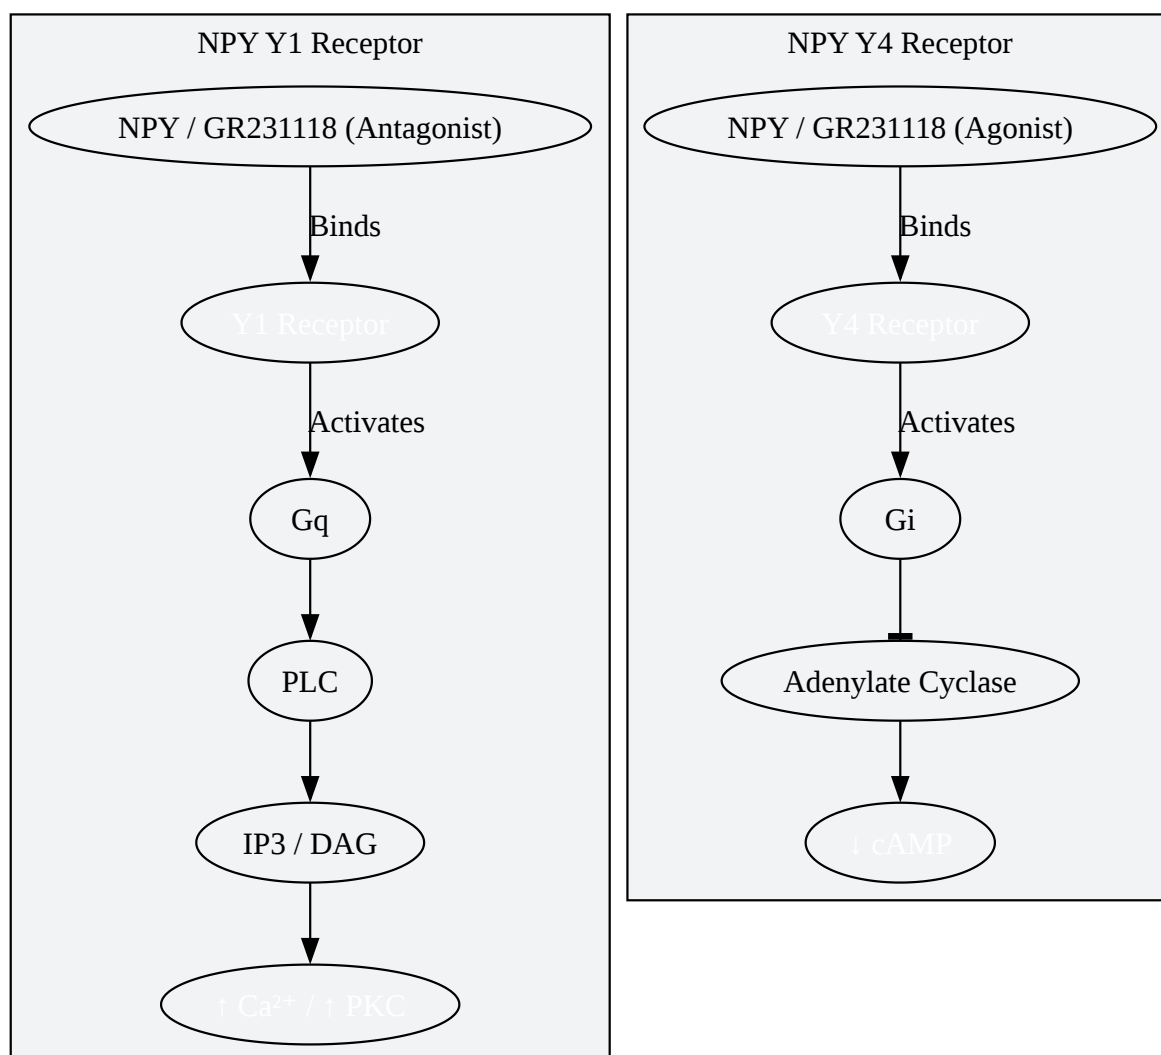 NPY Y1 Receptor
NPY / GR231118 (Antagonist)
Binds
Y1 Receptor
Activates
Gq
PLC
IP3 / DAG
↑ Ca²⁺ / ↑ PKC
NPY Y4 Receptor
NPY / GR231118 (Agonist)
Binds
Y4 Receptor
Activates
Gi
Adenylate Cyclase
↓ cAMP